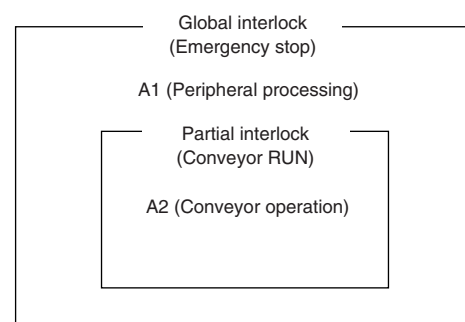 Global interlock
(Emergency stop)
A1 (Peripheral processing)
Partial interlock
(Conveyor RUN)
A2 (Conveyor operation)